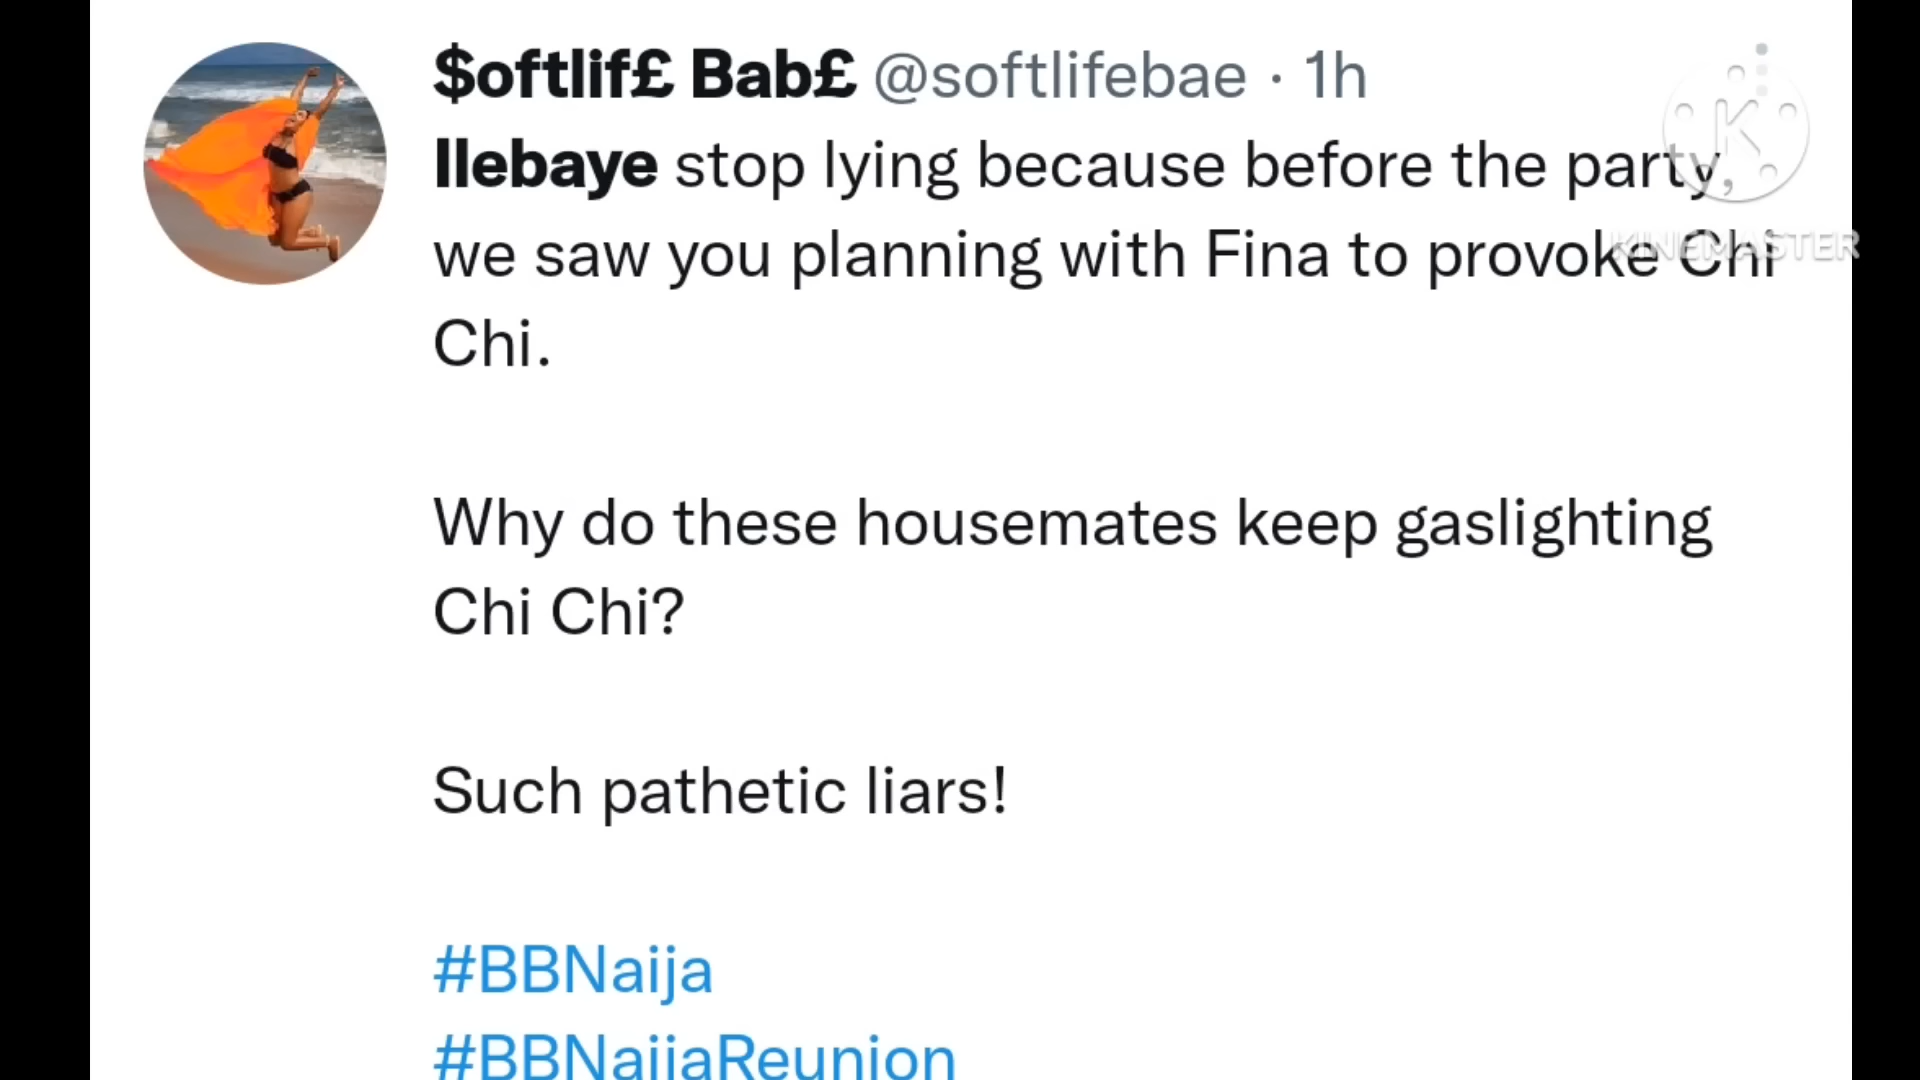 $oftlif£ Bab£ @softlifebae · 1h
Ilebaye stop lying because before the party,
we saw you planning with Fina to provoke Chi
Chi.
Why do these housemates keep gaslighting
Chi Chi?
Such pathetic liars!
#BBNaija
#BBNaijaReunion
K
KINEMASTER